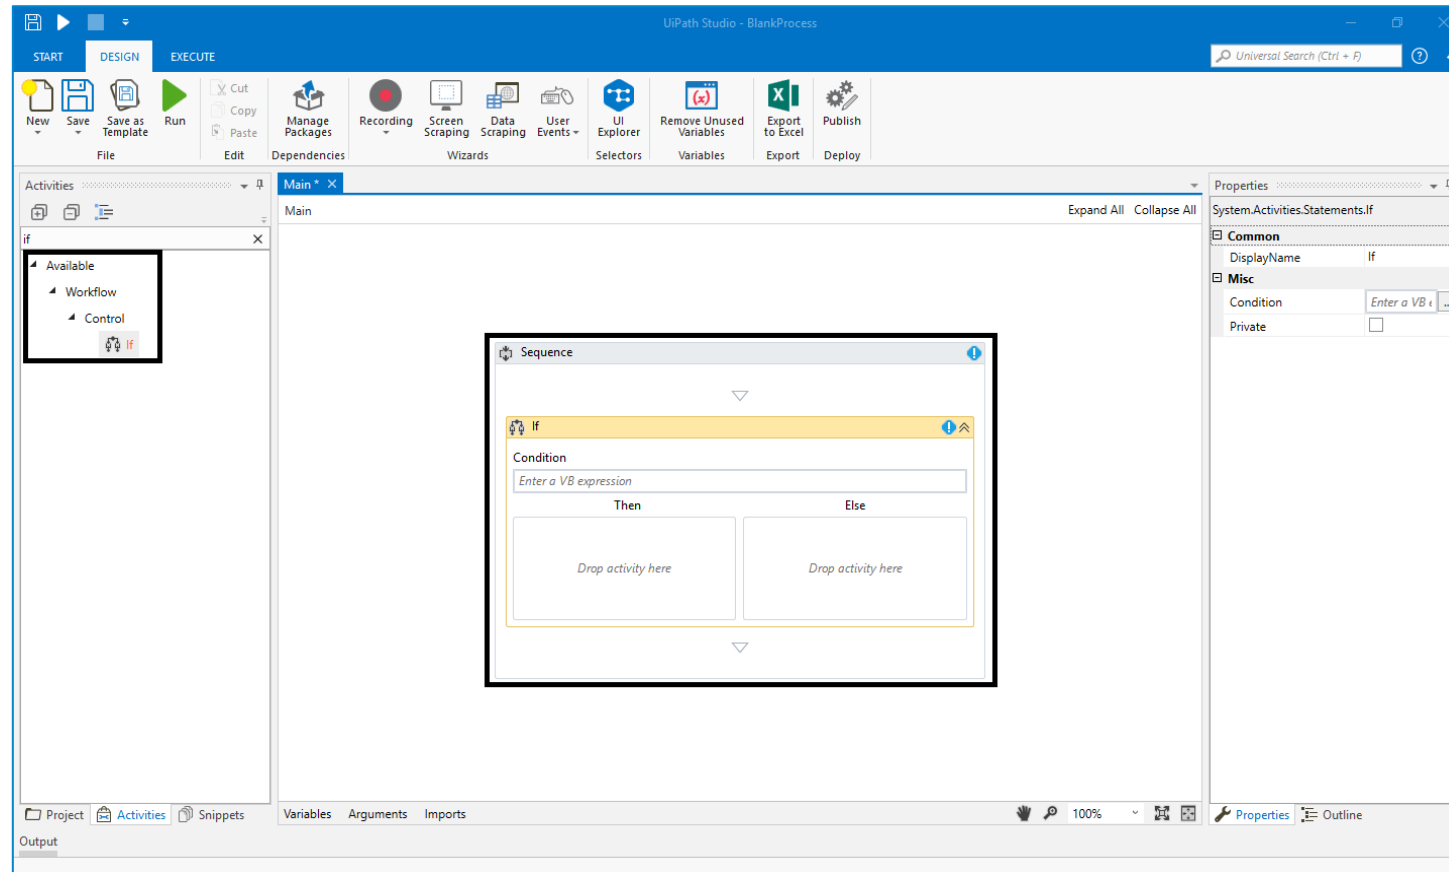 UiPath Studio - BlankProcess
START DESIGN EXECUTE
Universal Search (Ctrl + F)
New Save Save as Template Run
Cut
Copy
Paste
Manage Packages
Recording
Screen Scraping
Data Scraping
User Events
UI Explorer
Remove Unused Variables
Export to Excel
Publish
File Edit Dependencies Wizards Selectors Variables Export Deploy
Activities
if
Available
Workflow
Control
If
Project Activities Snippets
Main *
Main Expand All Collapse All
Sequence
If
Condition
Enter a VB expression
Then Else
Drop activity here Drop activity here
Variables Arguments Imports 100%
Properties
System.Activities.Statements.If
Common
DisplayName If
Misc
Condition Enter a VB e
Private
Properties Outline
Output